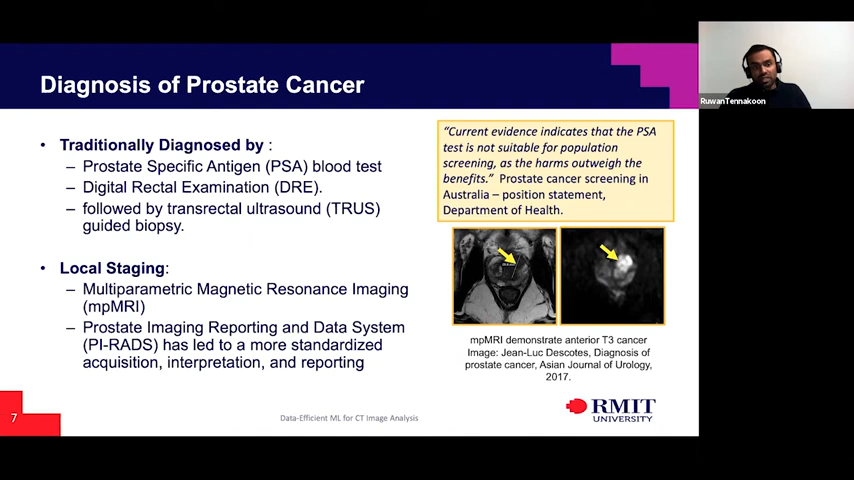 Diagnosis of Prostate Cancer
RuwanTennakoon
• Traditionally Diagnosed by :
– Prostate Specific Antigen (PSA) blood test
– Digital Rectal Examination (DRE).
– followed by transrectal ultrasound (TRUS)
guided biopsy.
• Local Staging:
– Multiparametric Magnetic Resonance Imaging
(mpMRI)
– Prostate Imaging Reporting and Data System
(PI-RADS) has led to a more standardized
acquisition, interpretation, and reporting
“Current evidence indicates that the PSA
test is not suitable for population
screening, as the harms outweigh the
benefits.” Prostate cancer screening in
Australia – position statement,
Department of Health.
mpMRI demonstrate anterior T3 cancer
Image: Jean-Luc Descotes, Diagnosis of
prostate cancer, Asian Journal of Urology,
2017.
7
Data-Efficient ML for CT Image Analysis
RMIT
UNIVERSITY